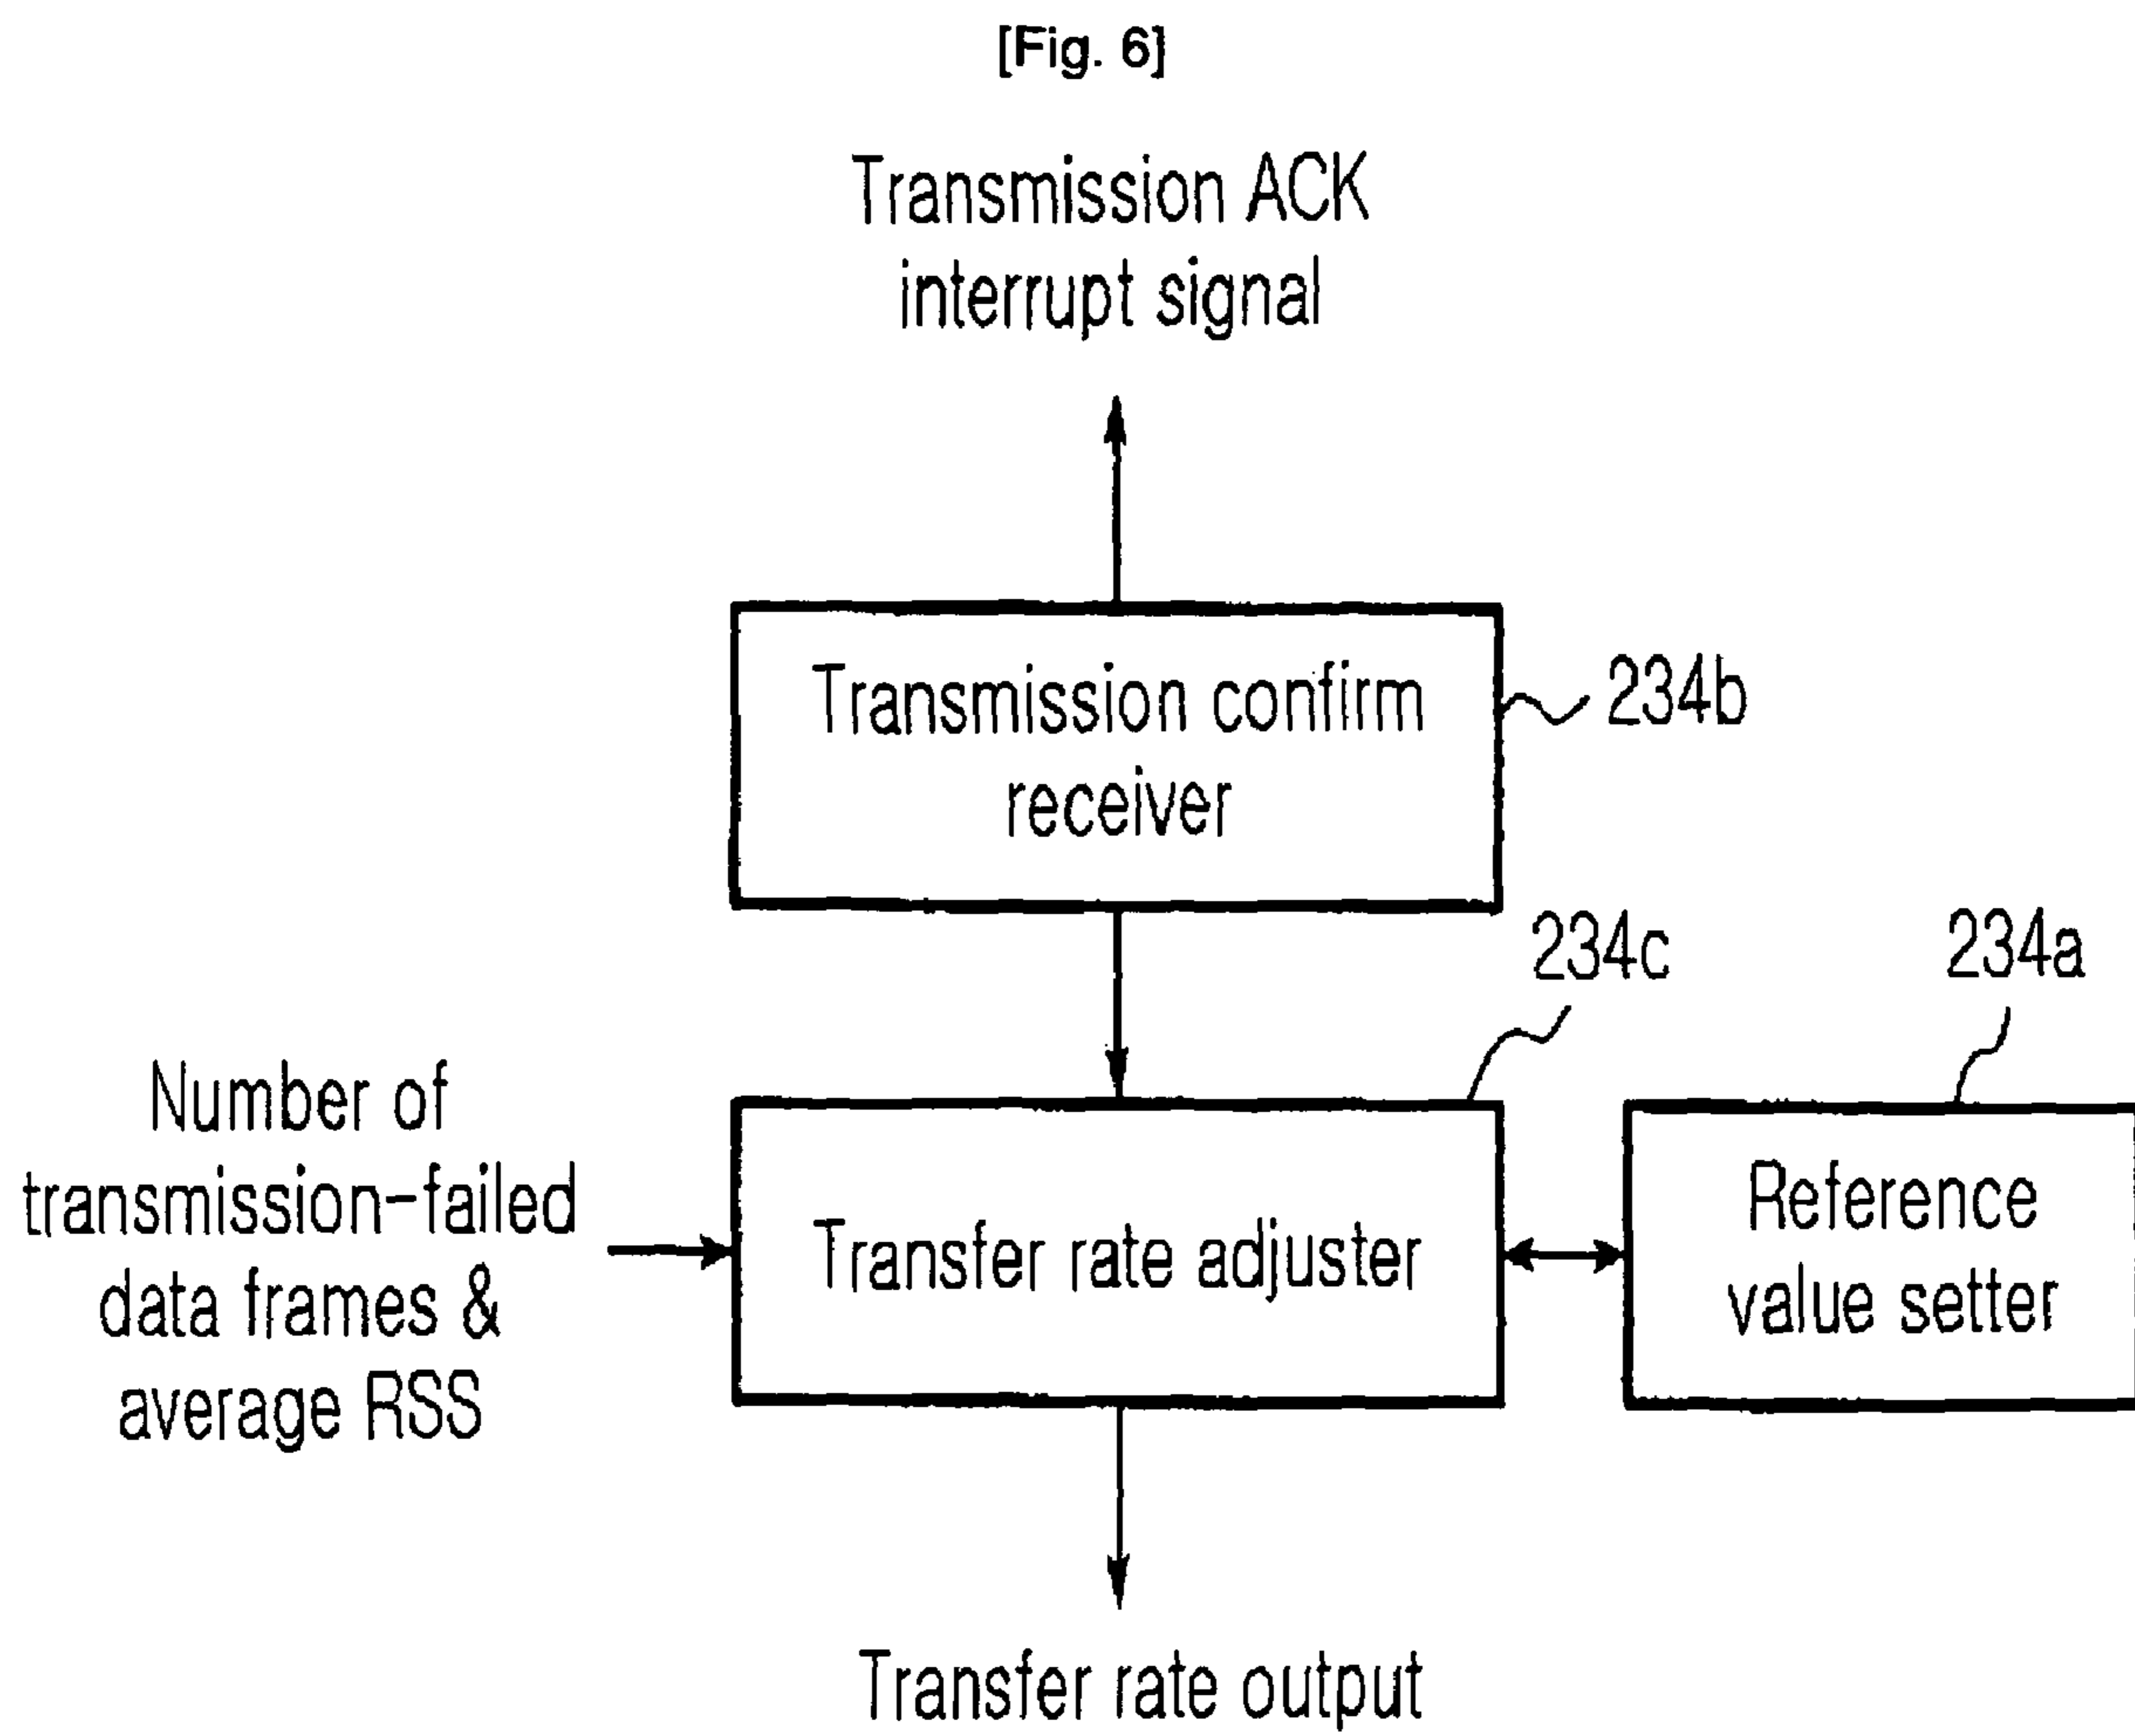 [Fig. 6]
Transmission ACK
interrupt signal
Transmission confirm
receiver
234b
234c
234a
Number of
transmission-failed
data frames &
average RSS
Transfer rate adjuster
Reference
value setter
Transfer rate output